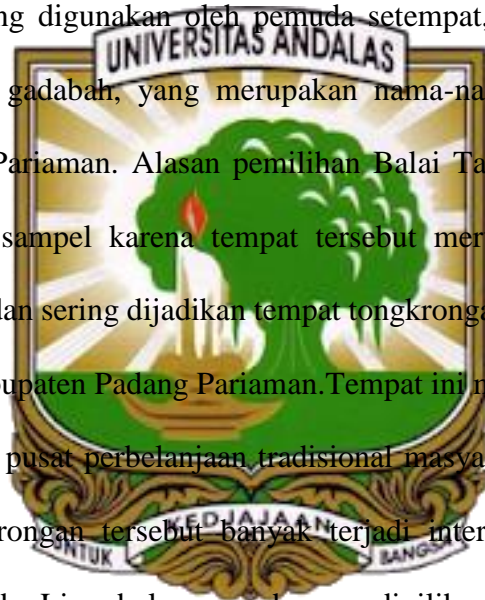 ng digunakan oleh pemuda setempat,
UNIVERSITAS ANDALAS
gadabah, yang merupakan nama-na
Pariaman. Alasan pemilihan Balai Ta
sampel karena tempat tersebut mer
dan sering dijadikan tempat tongkronga
bupaten Padang Pariaman.Tempat ini m
pusat perbelanjaan tradisional masya
rongan tersebut banyak terjadi inter
UNTUK KEDJAJAAN BANGSA